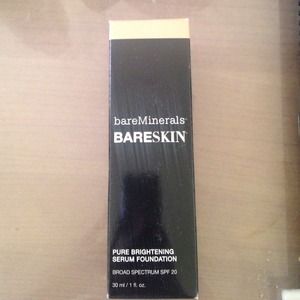 bareMinerals
BARESKIN
PURE BRIGHTENING
SERUM FOUNDATION
BROAD SPECTRUM SPF 20
30 ml / 1 fl. oz.